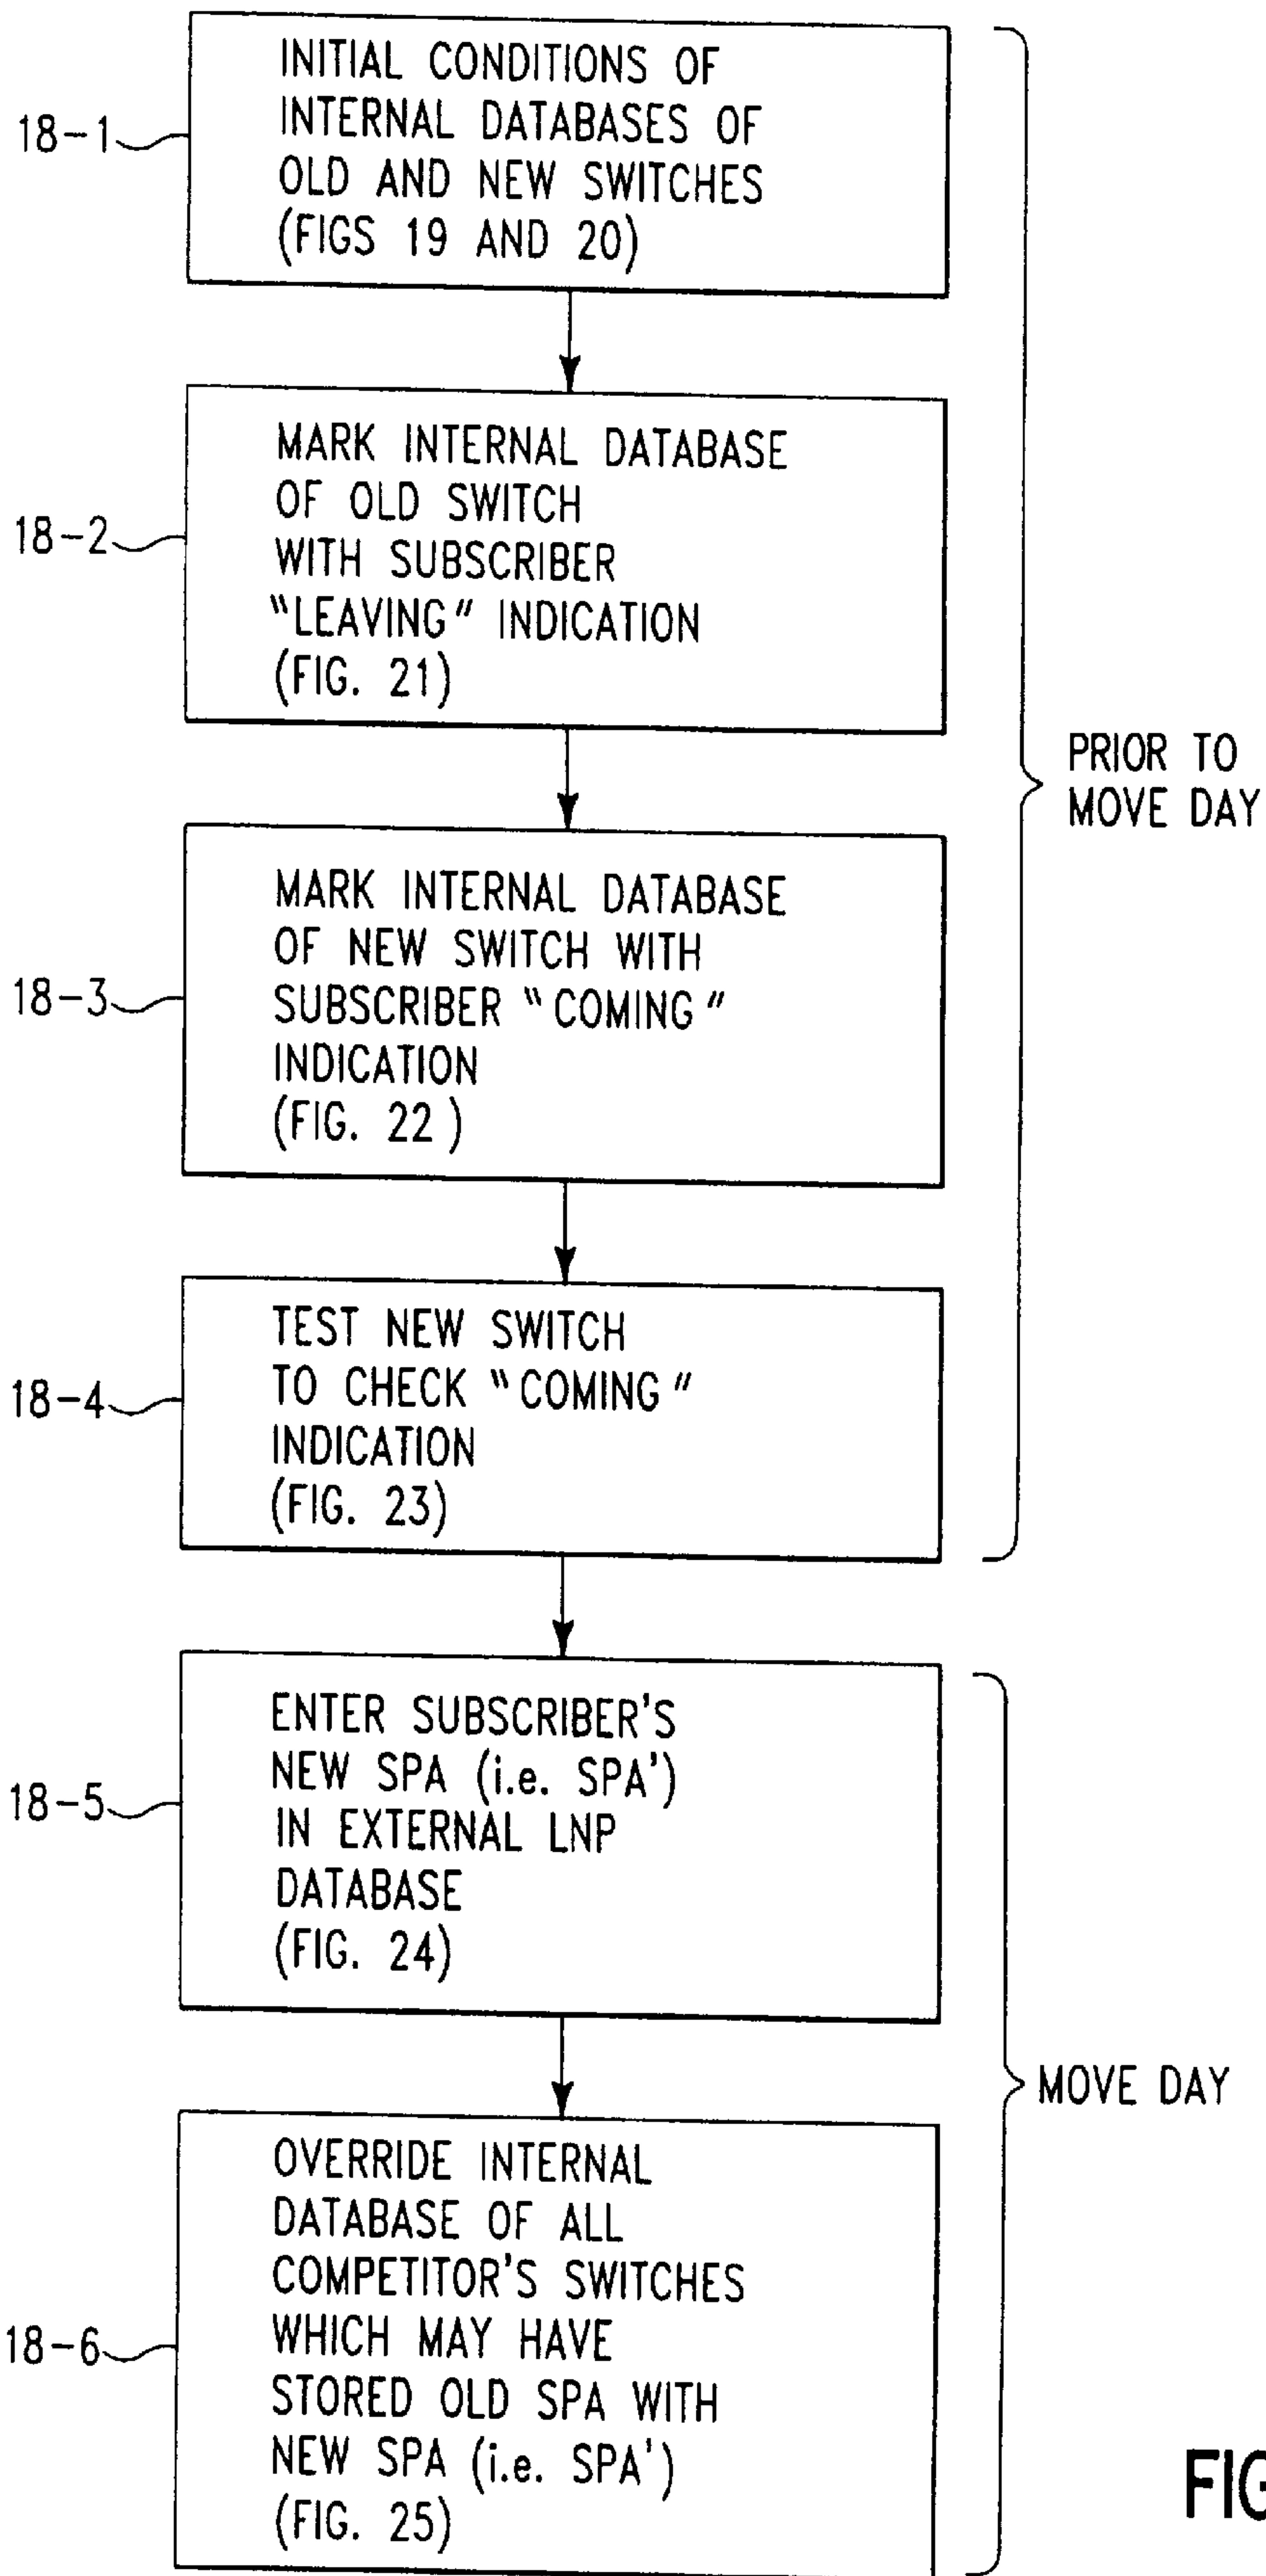 18-1
INITIAL CONDITIONS OF
INTERNAL DATABASES OF
OLD AND NEW SWITCHES
(FIGS 19 AND 20)
18-2
MARK INTERNAL DATABASE
OF OLD SWITCH
WITH SUBSCRIBER
"LEAVING" INDICATION
(FIG. 21)
PRIOR TO
MOVE DAY
18-3
MARK INTERNAL DATABASE
OF NEW SWITCH WITH
SUBSCRIBER "COMING"
INDICATION
(FIG. 22 )
18-4
TEST NEW SWITCH
TO CHECK "COMING"
INDICATION
(FIG. 23)
18-5
ENTER SUBSCRIBER'S
NEW SPA (i.e. SPA')
IN EXTERNAL LNP
DATABASE
(FIG. 24)
MOVE DAY
18-6
OVERRIDE INTERNAL
DATABASE OF ALL
COMPETITOR'S SWITCHES
WHICH MAY HAVE
STORED OLD SPA WITH
NEW SPA (i.e. SPA')
(FIG. 25)
FIG